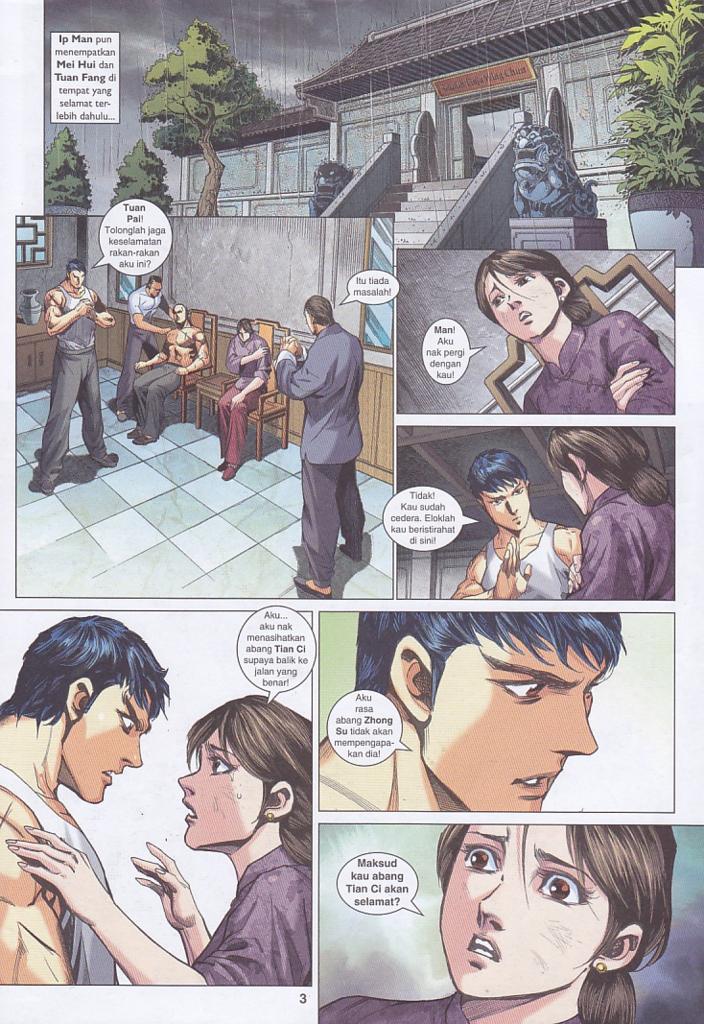 Ip Man pun
menempatkan
Mei Hui dan
Tuan Fang di
tempat yang
selamat ter-
lebih dahulu...
Tuan
Pai!
Tolonglah jaga
keselamatan
rakan-rakan
aku ini?
Itu tiada
masalah!
Man!
Aku
nak pergi
dengan
kau!
Tidak!
Kau sudah
cedera. Eloklah
kau beristirahat
di sini!
Aku...
aku nak
menasihatkan
abang Tian Ci
supaya balik ke
jalan yang
benar!
Aku
rasa
abang Zhong
Su tidak akan
mempengapa-
kan dia!
Maksud
kau abang
Tian Ci akan
selamat?
3